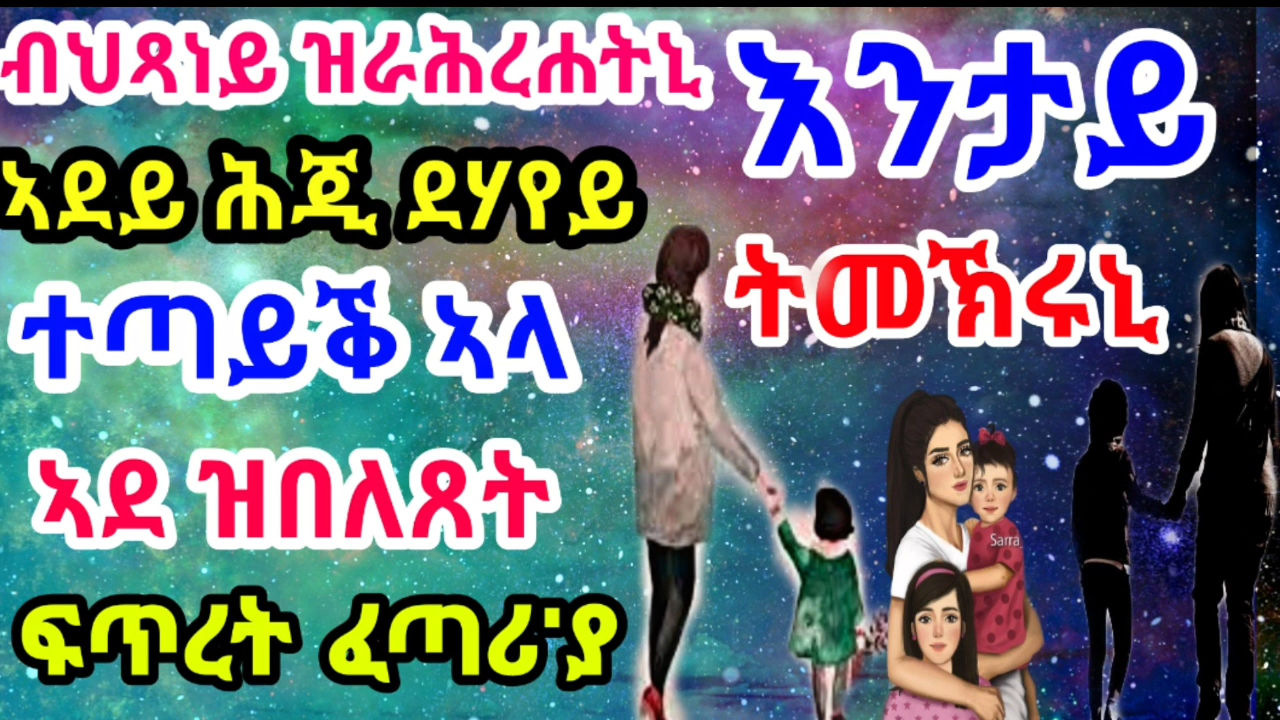 ብህጻነይ ዝራሕረሐትኒ
ኣደይ ሕጂ ደሃየይ
ተጣይቕ ኣላ
ኣደ ዝበለጸት
ፍጥረት ፈጣሪ'ያ
እንታይ
ትመኽሩኒ
Sarra